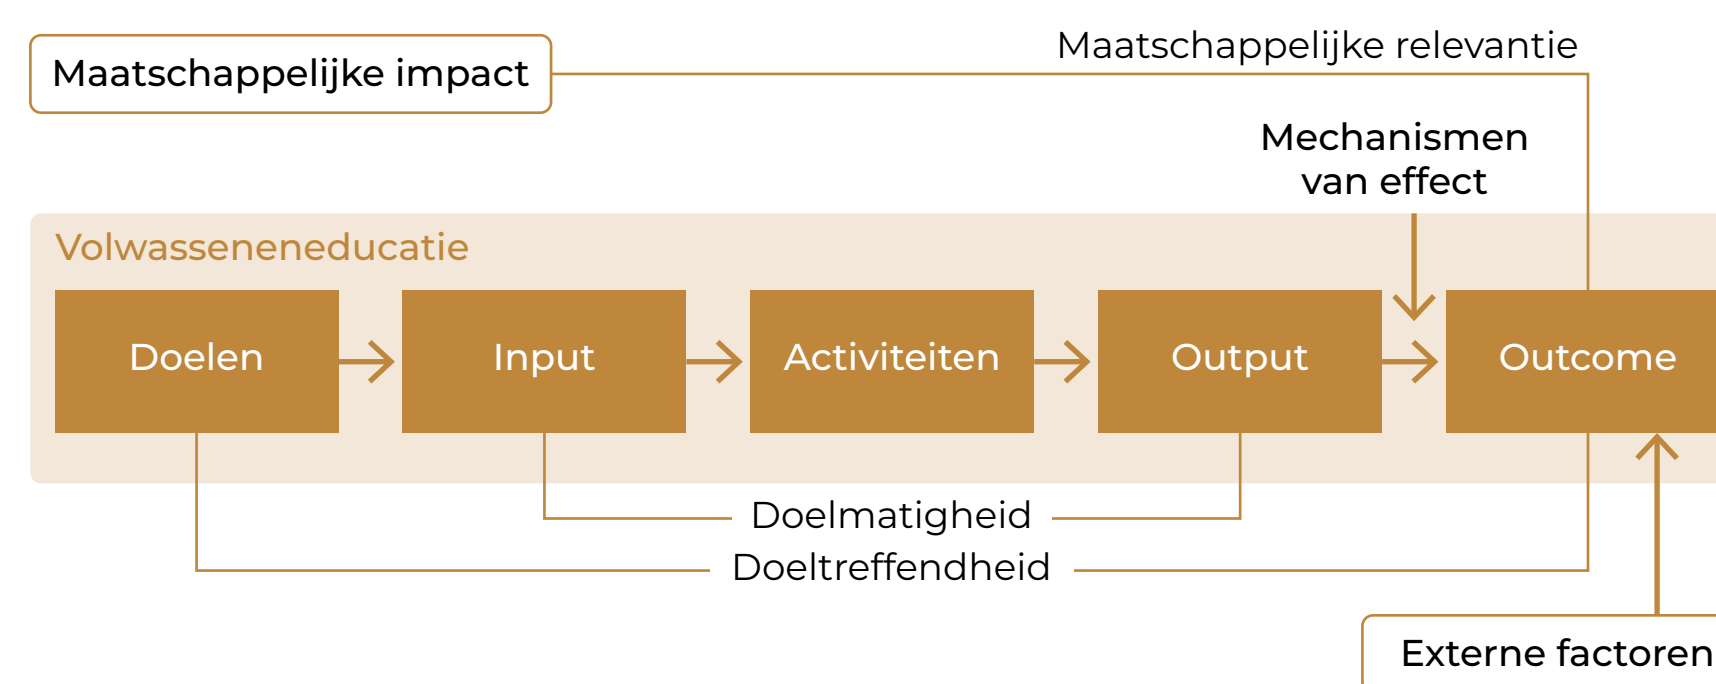 Maatschappelijke relevantie
Maatschappelijke impact
Mechanismen
van effect
Volwasseneneducatie
Doelen
Input
Activiteiten
Output
Outcome
Doelmatigheid
Doeltreffendheid
Externe factoren